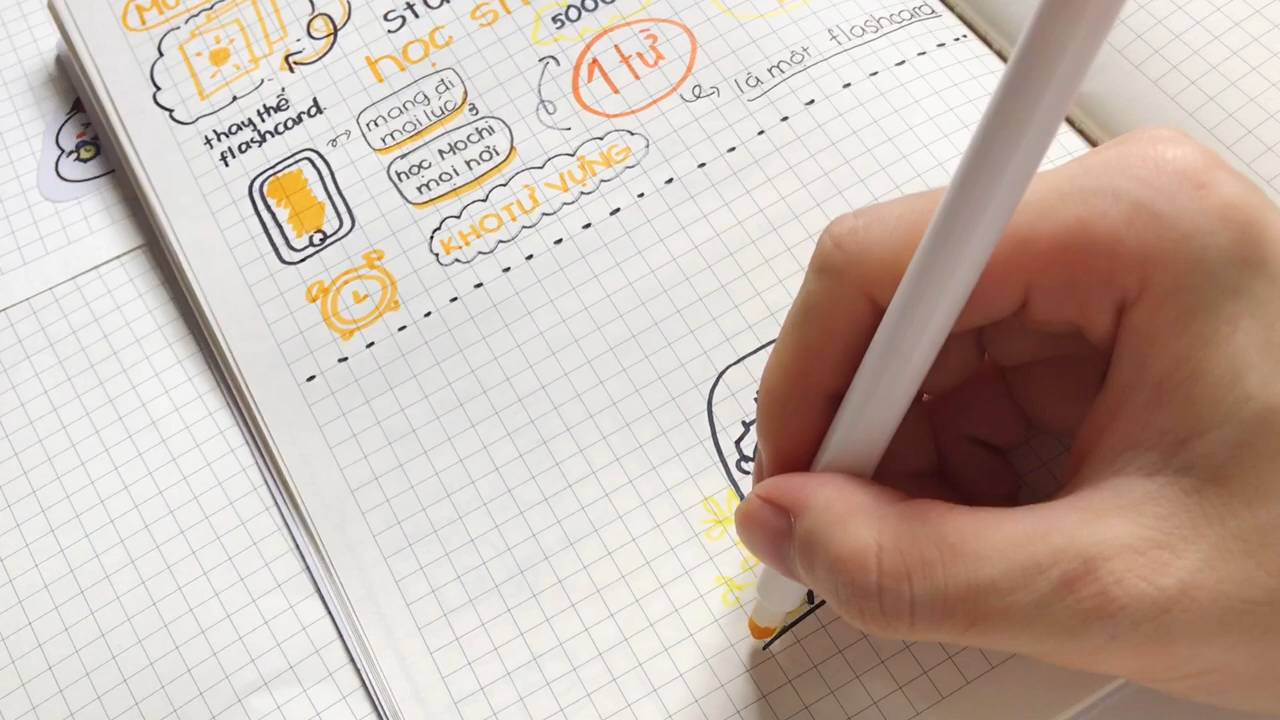 học
5000
1 từ
là một flashcard
thay thế
flashcard.
mang đi
mọi lúc
học Mochi
mọi nơi
KHO TỪ VỰNG